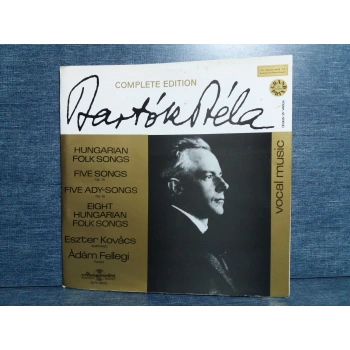 COMPLETE EDITION
Bartók Béla
HUNGARIAN
FOLK SONGS
FIVE SONGS
FIVE ADY-SONGS
EIGHT
HUNGARIAN
FOLK SONGS
Eszter Kovács
Ádám Fellegi
vocal music